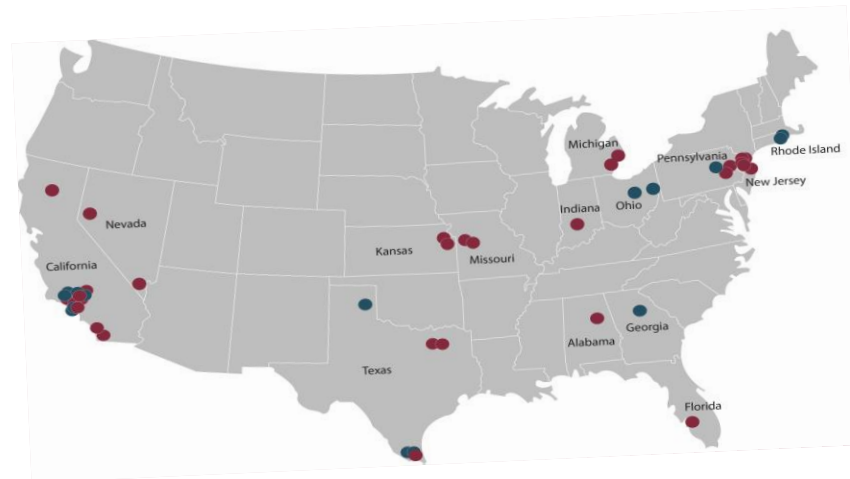 Michigan
Pennsylvania
Rhode Island
New Jersey
Indiana
Ohio
Nevada
Kansas
Missouri
California
Georgia
Alabama
Texas
Florida